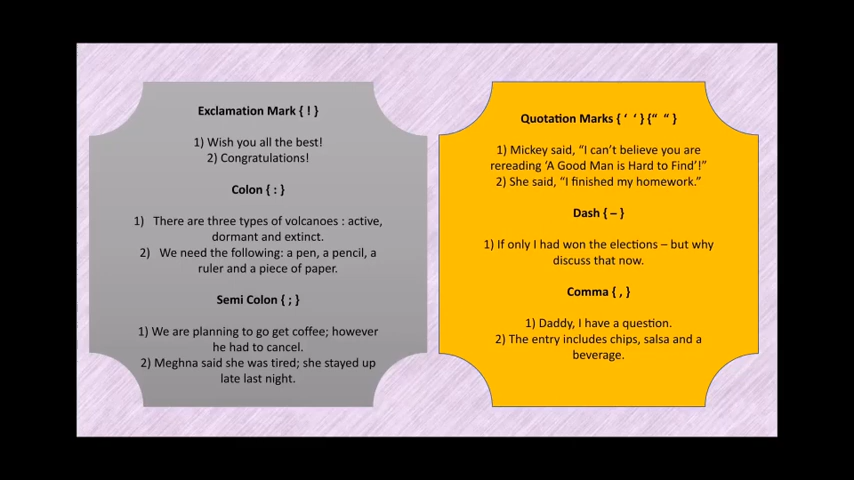 Exclamation Mark { ! }
1) Wish you all the best!
2) Congratulations!
Colon { : }
1) There are three types of volcanoes : active,
dormant and extinct.
2) We need the following: a pen, a pencil, a
ruler and a piece of paper.
Semi Colon { ; }
1) We are planning to go get coffee; however
he had to cancel.
2) Meghna said she was tired; she stayed up
late last night.
Quotation Marks { ‘ ‘ } {“ “ }
1) Mickey said, “I can’t believe you are
rereading ‘A Good Man is Hard to Find’!”
2) She said, “I finished my homework.”
Dash { – }
1) If only I had won the elections – but why
discuss that now.
Comma { , }
1) Daddy, I have a question.
2) The entry includes chips, salsa and a
beverage.